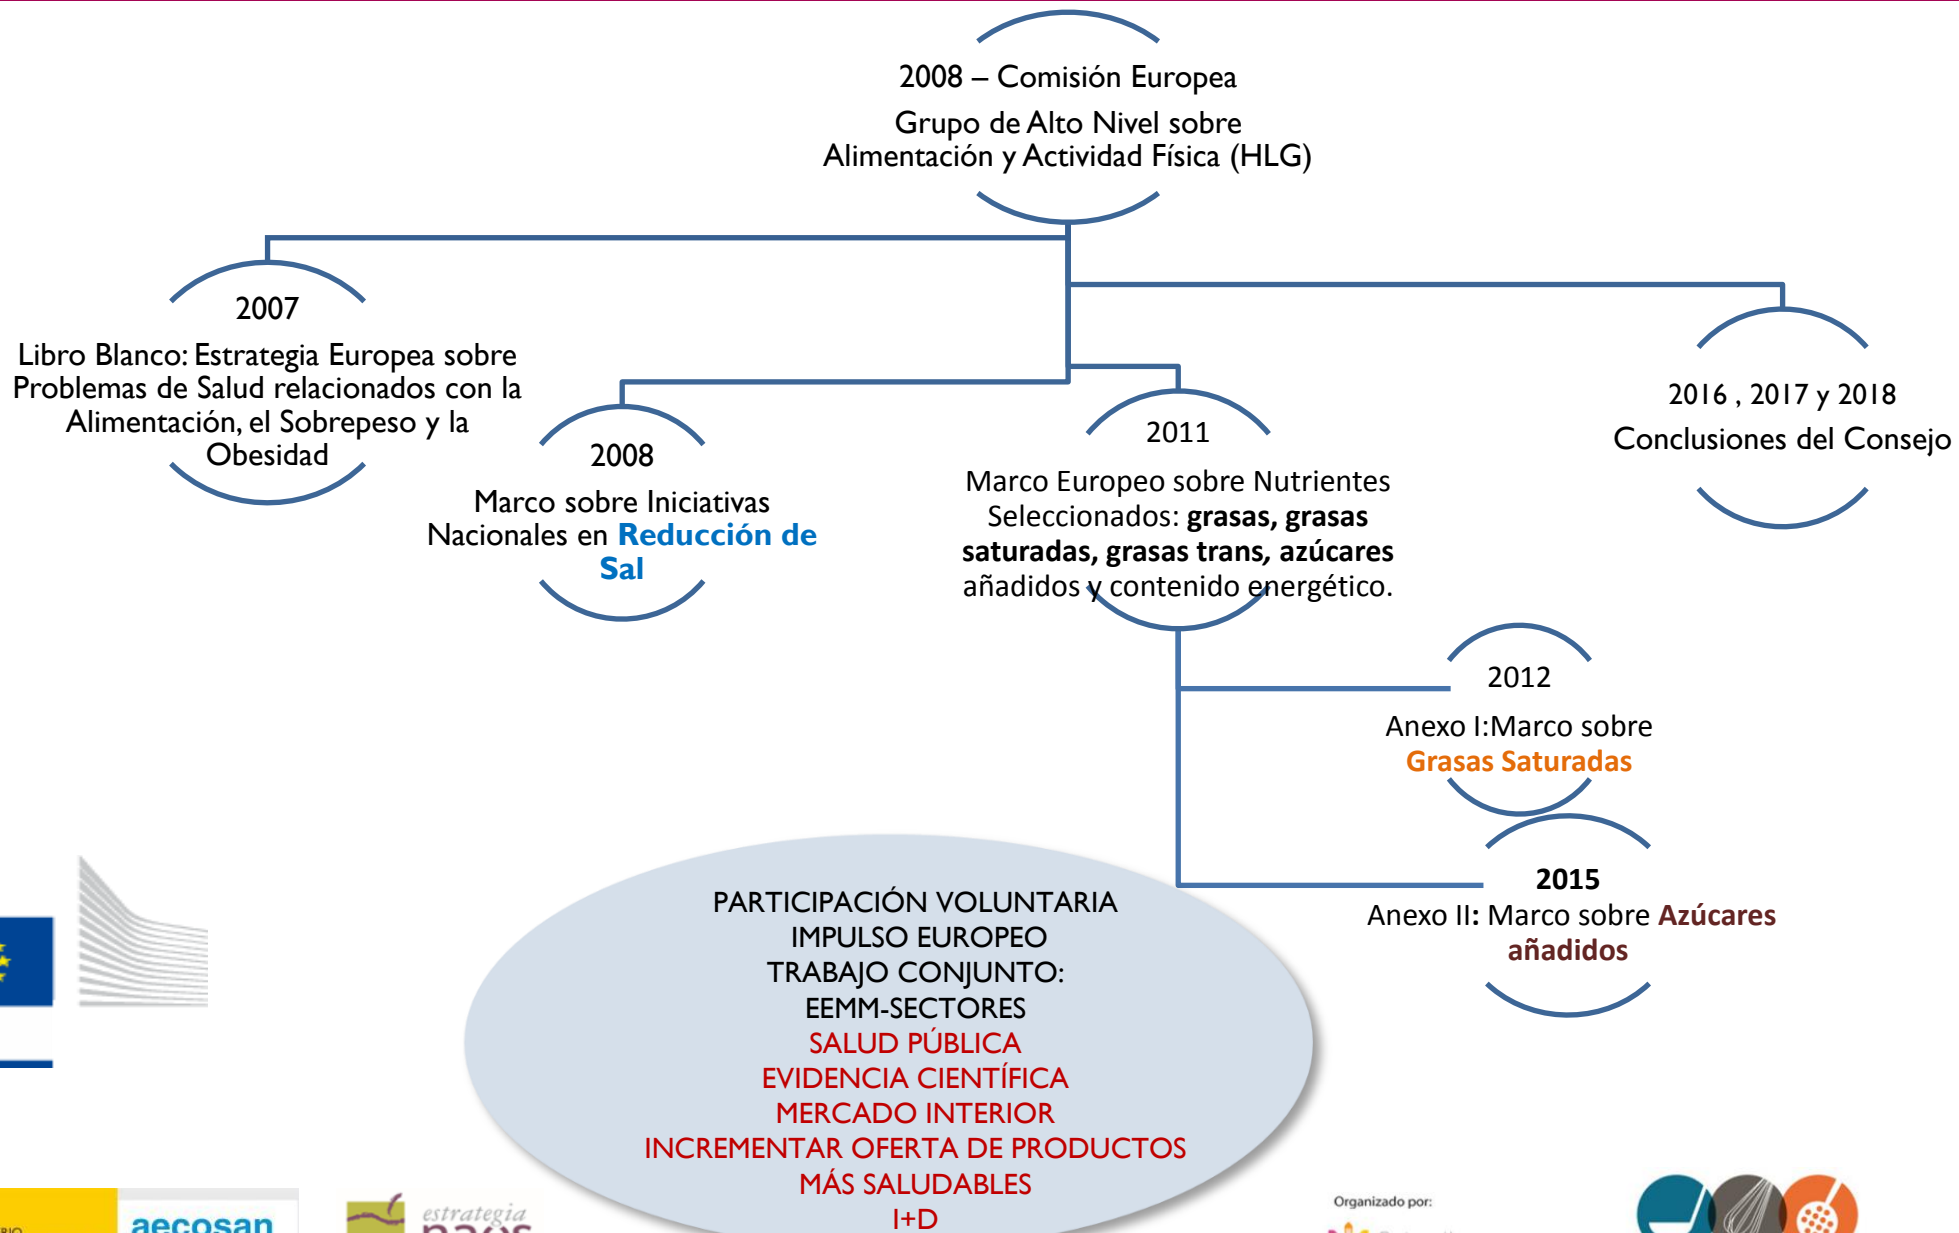 2008 – Comisión Europea
Grupo de Alto Nivel sobre
Alimentación y Actividad Física (HLG)
2007
Libro Blanco: Estrategia Europea sobre
Problemas de Salud relacionados con la
Alimentación, el Sobrepeso y la
Obesidad
2008
Marco sobre Iniciativas
Nacionales en Reducción de
Sal
2011
Marco Europeo sobre Nutrientes
Seleccionados: grasas, grasas
saturadas, grasas trans, azúcares
añadidos y contenido energético.
2016 , 2017 y 2018
Conclusiones del Consejo
2012
Anexo I:Marco sobre
Grasas Saturadas
2015
Anexo II: Marco sobre Azúcares
añadidos
PARTICIPACIÓN VOLUNTARIA
IMPULSO EUROPEO
TRABAJO CONJUNTO:
EEMM-SECTORES
SALUD PÚBLICA
EVIDENCIA CIENTÍFICA
MERCADO INTERIOR
INCREMENTAR OFERTA DE PRODUCTOS
MÁS SALUDABLES
I+D
aecosan
estrategia
naos
Organizado por: